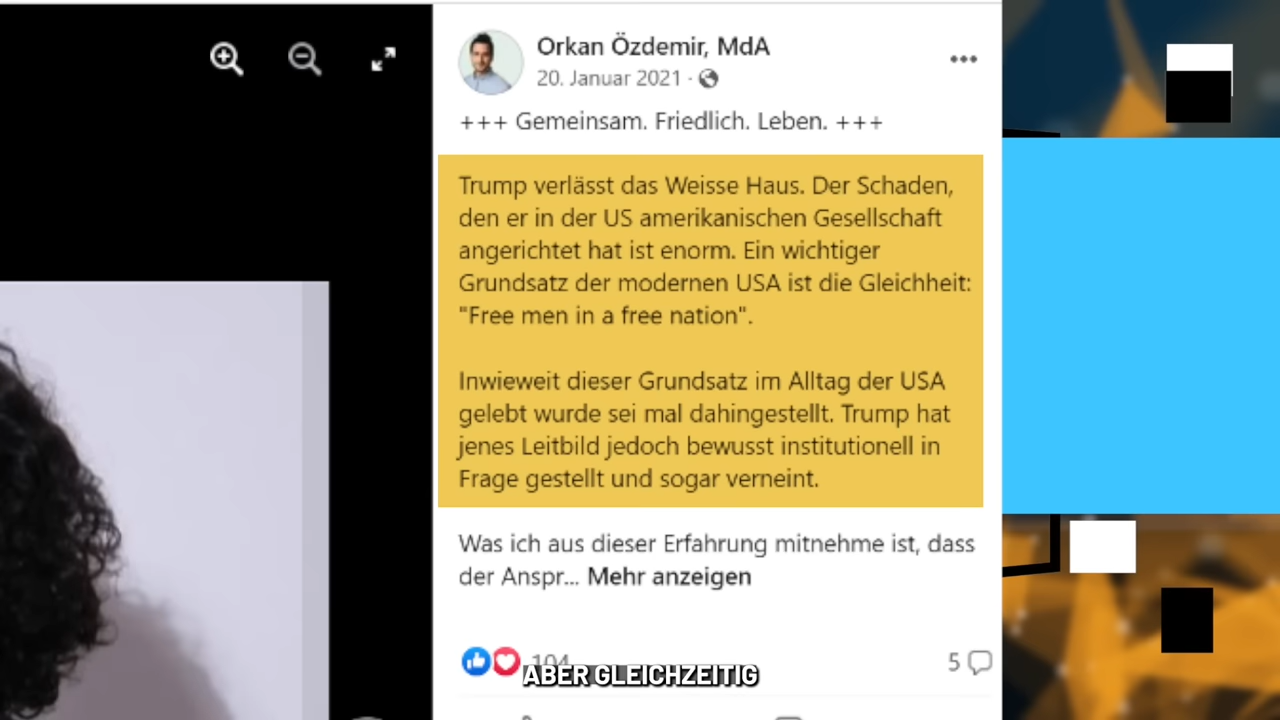 Orkan Özdemir, MdA
20. Januar 2021 ·
+++ Gemeinsam. Friedlich. Leben. +++
Trump verlässt das Weisse Haus. Der Schaden,
den er in der US amerikanischen Gesellschaft
angerichtet hat ist enorm. Ein wichtiger
Grundsatz der modernen USA ist die Gleichheit:
"Free men in a free nation".
Inwieweit dieser Grundsatz im Alltag der USA
gelebt wurde sei mal dahingestellt. Trump hat
jenes Leitbild jedoch bewusst institutionell in
Frage gestellt und sogar verneint.
Was ich aus dieser Erfahrung mitnehme ist, dass
der Anspr... Mehr anzeigen
104
5
ABER GLEICHZEITIG